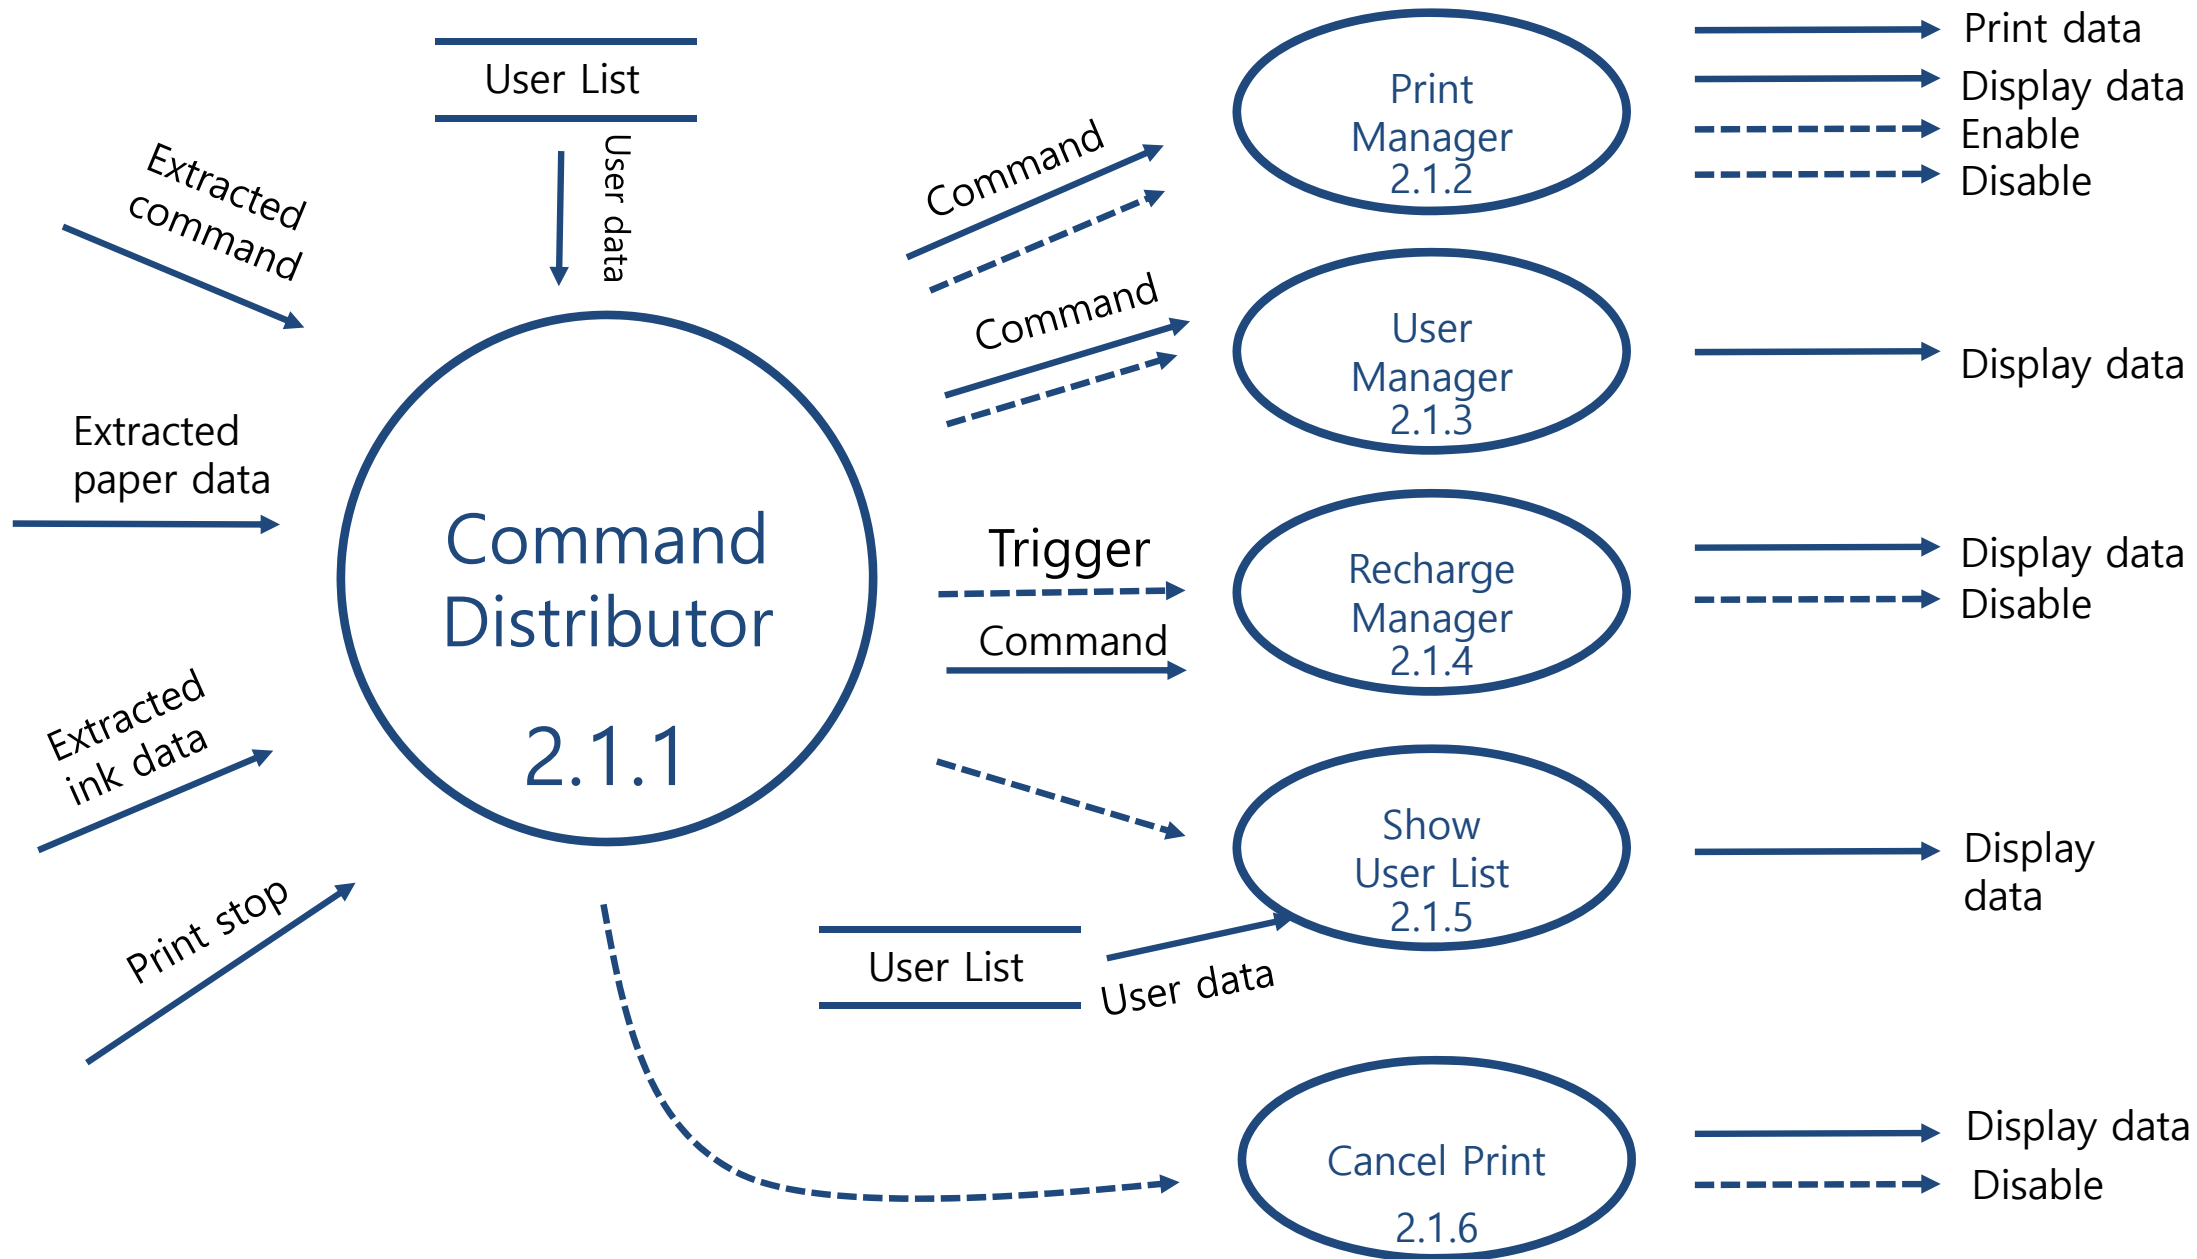 User List
User data
Extracted
command
Extracted
paper data
Extracted
ink data
Print stop
Command
Distributor
2.1.1
Command
Command
Trigger
Command
User List
User data
Print
Manager
2.1.2
User
Manager
2.1.3
Recharge
Manager
2.1.4
Show
User List
2.1.5
Cancel Print
2.1.6
Print data
Display data
Enable
Disable
Display data
Display data
Disable
Display
data
Display data
Disable